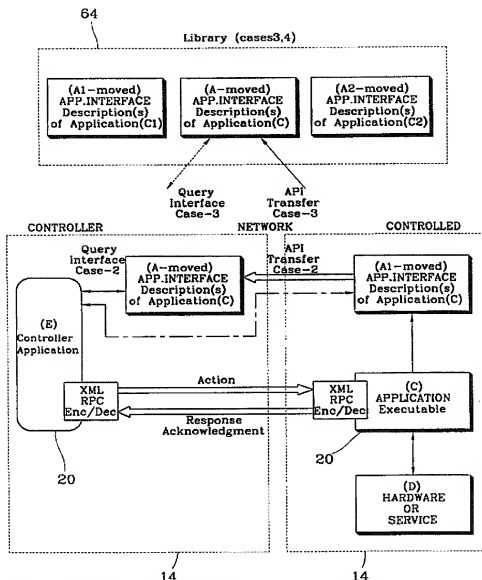 64
Library (cases3,4)
(A1-moved)
APP.INTERFACE
Description(s)
of Application(C1)
(A-moved)
APP.INTERFACE
Description(s)
of Application(C)
(A2-moved)
APP.INTERFACE
Description(s)
of Application(C2)
Query
Interface
Case-3
API
Transfer
Case-3
CONTROLLER
NETWORK
CONTROLLED
Query
Interface
Case-2
(A-moved)
APP.INTERFACE
Description(s)
of Application(C)
API
Transfer
Case-2
(A1-moved)
APP.INTERFACE
Description(s)
of Application(C)
(E)
Controller
Application
XML
RPC
Enc/Dec
Action
Response
Acknowledgment
XML
RPC
Enc/Dec
(C)
APPLICATION
Executable
20
20
(D)
HARDWARE
OR
SERVICE
14
14